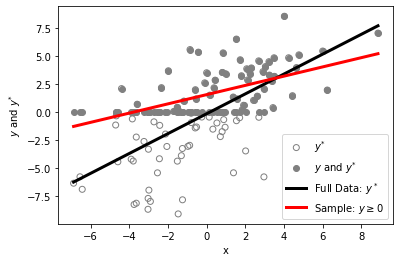 7.5
5.0
2.5
0.0
−2.5
−5.0
−7.5
y and y*
−6 −4 −2 0 2 4 6 8
x
y*
y and y*
Full Data: y*
Sample: y ≥ 0